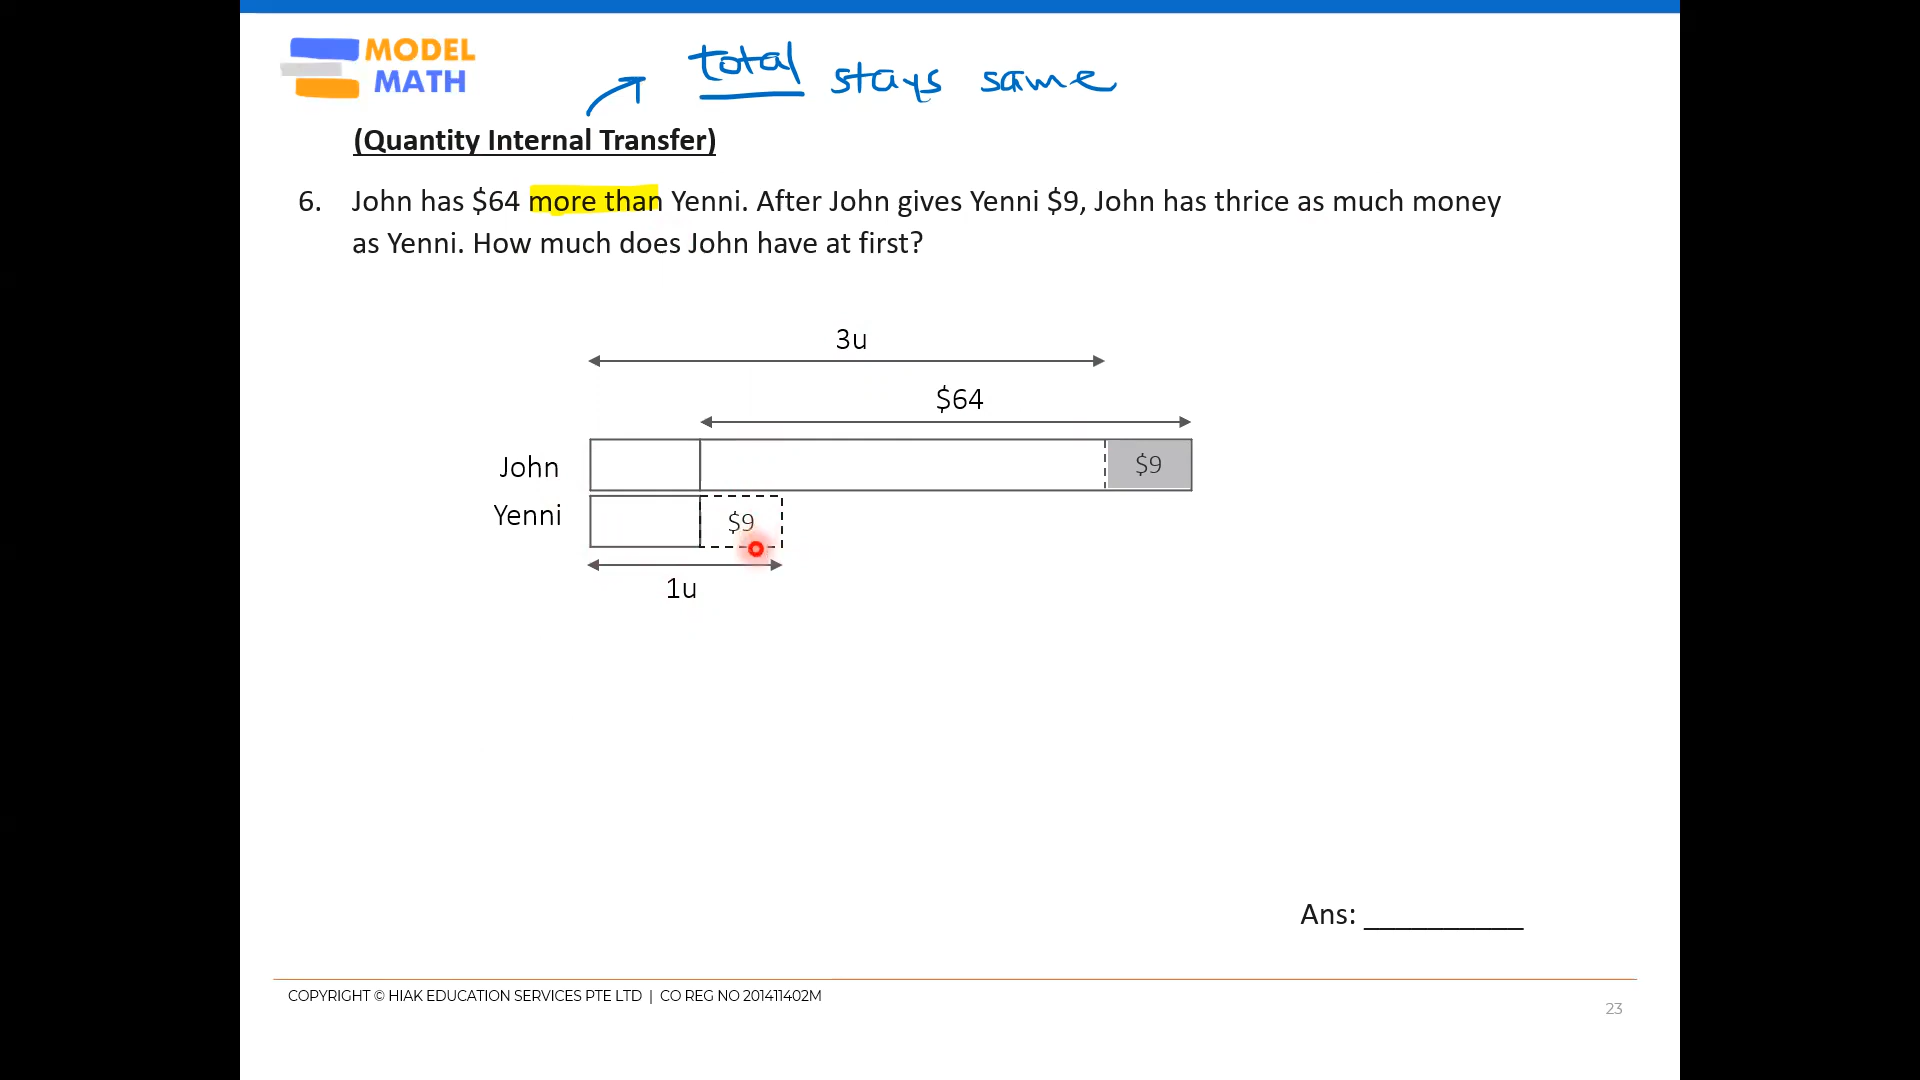 MODEL
MATH
total stays same
(Quantity Internal Transfer)
6. John has $64 more than Yenni. After John gives Yenni $9, John has thrice as much money
as Yenni. How much does John have at first?
3u
$64
John
$9
Yenni
$9
1u
Ans: __________
COPYRIGHT © HIAK EDUCATION SERVICES PTE LTD | CO REG NO 201411402M
23